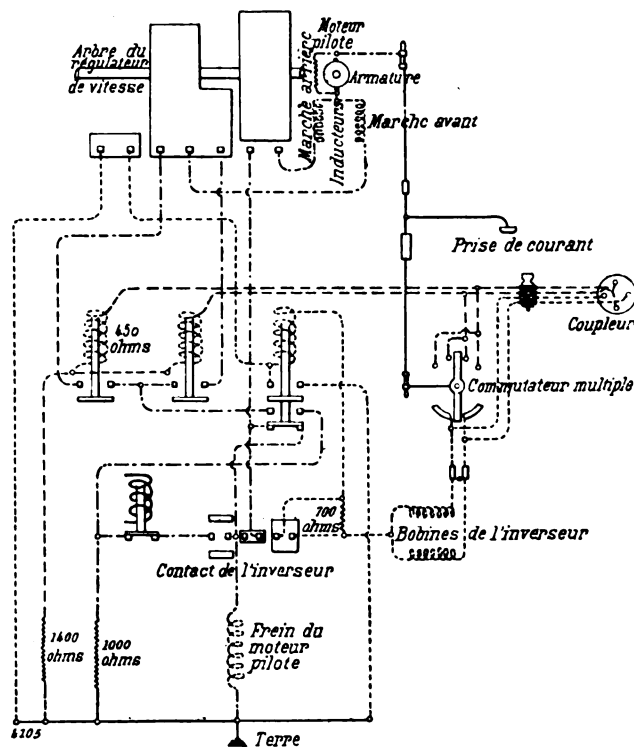 Moteur
pilote
Arbre du
régulateur
de vitesse
Marche arrière
Armature
Inducteurs
Marche avant
Prise de courant
Coupleur
450
ohms
Commutateur multiple
700
ohms
Bobines de l'inverseur
Contact de l'inverseur
1400
ohms
1000
ohms
Frein du
moteur
pilote
4105
Terre